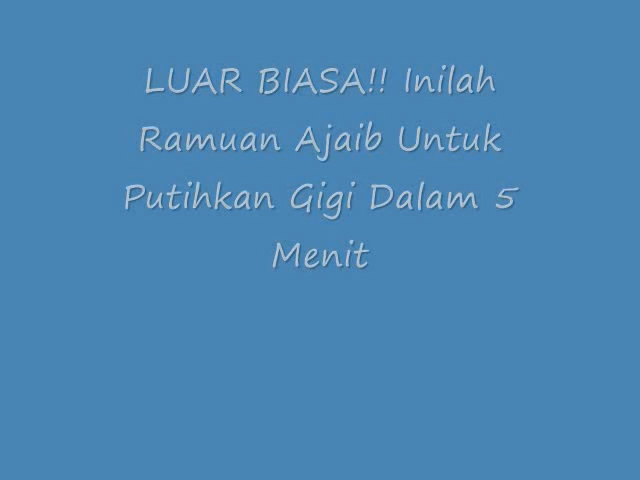 LUAR BIASA!! Inilah
Ramuan Ajaib Untuk
Putihkan Gigi Dalam 5
Menit